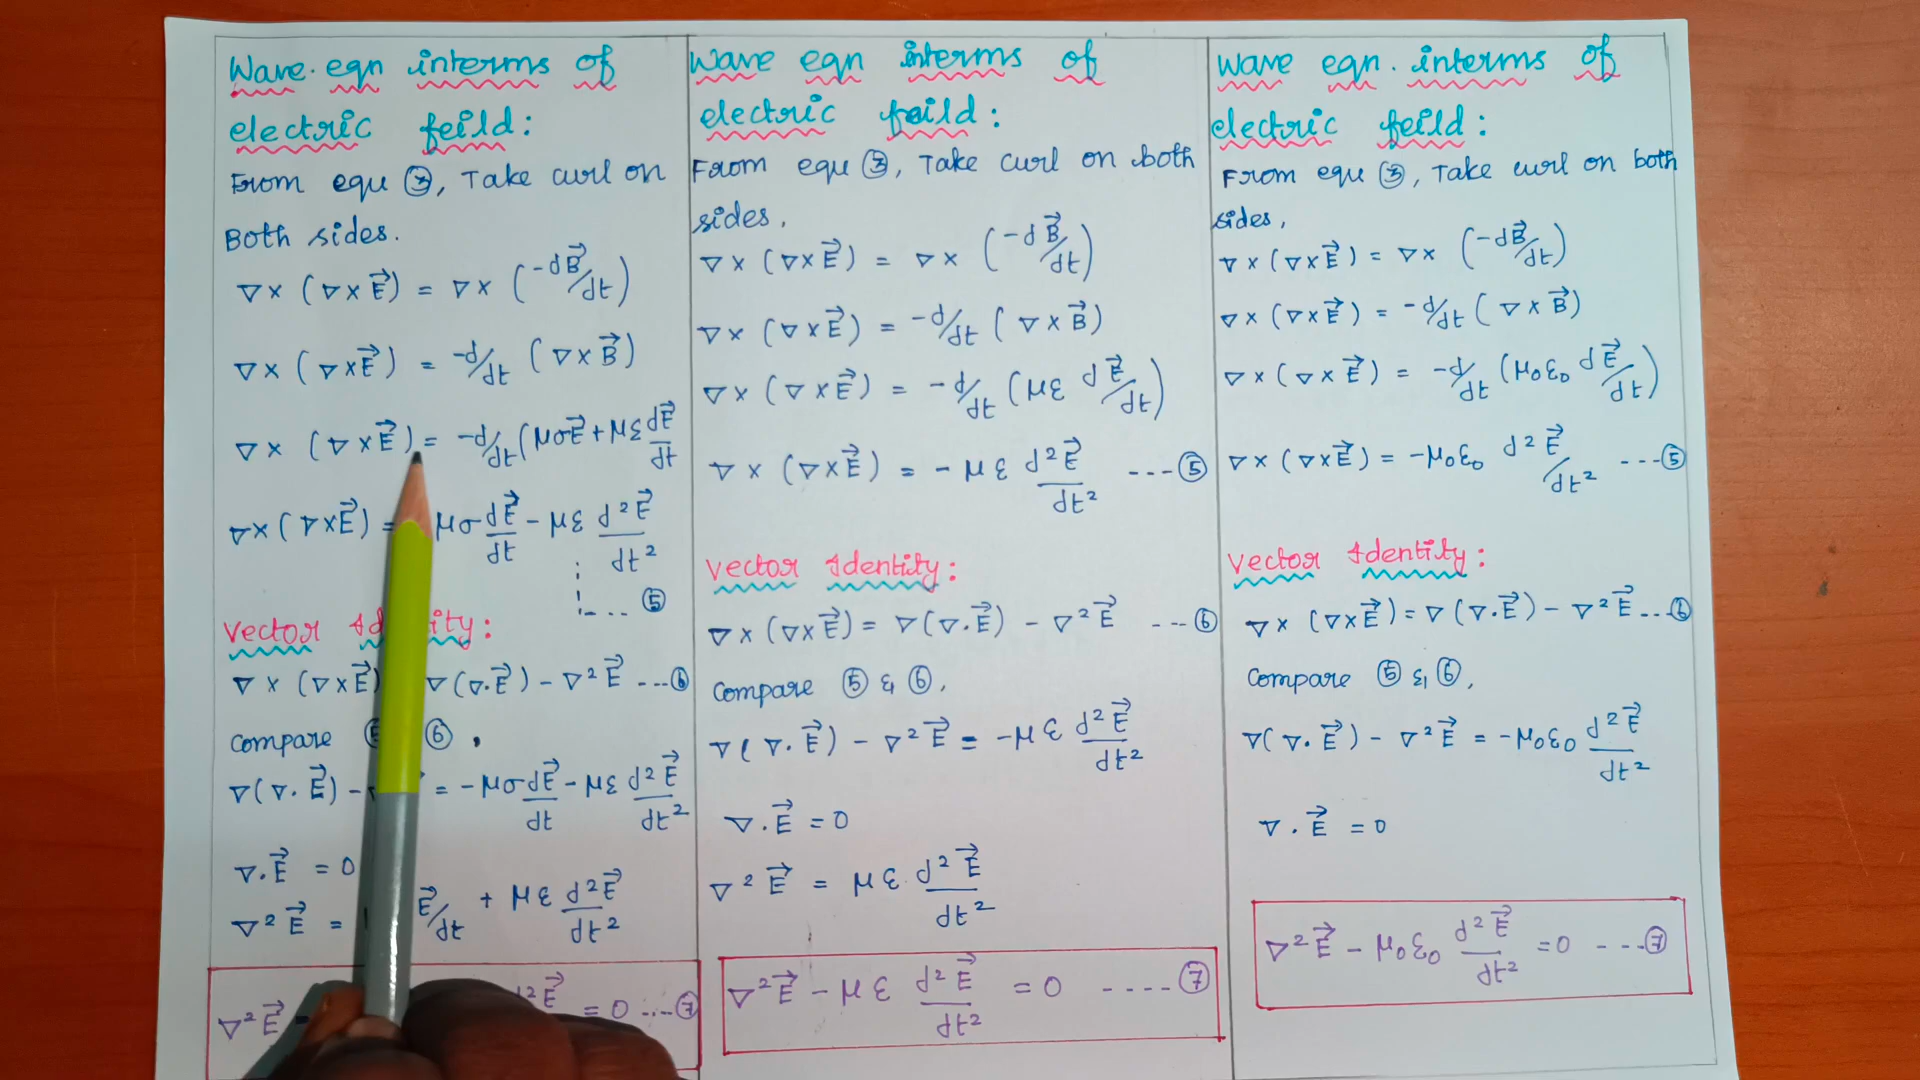 Wave eqn interms of
electric feild :
From equ ③, Take curl on
Both sides.
∇ × (∇×E⃗) = ∇× (-dB⃗/dt)
∇ × (∇×E⃗) = -d/dt (∇×B⃗)
∇ × (∇×E⃗) = -d/dt (μσE⃗ + με dE⃗/dt
∇×(∇×E⃗) = μσ dE⃗/dt - με d²E⃗/dt²
---- ⑤
Vector Identity :
∇ × (∇×E⃗) ∇(∇.E⃗) - ∇²E⃗ ---⑥
compare ⑥ ,
∇(∇.E⃗) - = -μσ dE⃗/dt - με d²E⃗/dt²
∇.E⃗ = 0
∇²E⃗ = E⃗/dt + με d²E⃗/dt²
∇²E⃗ - d²E⃗ = 0 ---⑦
Wave eqn interms of
electric feild :
From equ ③, Take curl on both
sides,
∇ × (∇×E⃗) = ∇× (-dB⃗/dt)
∇ × (∇×E⃗) = -d/dt (∇×B⃗)
∇ × (∇×E⃗) = -d/dt (με dE⃗/dt)
∇ × (∇×E⃗) = -με d²E⃗/dt² ---⑤
Vector Identity :
∇ × (∇×E⃗) = ∇(∇.E⃗) - ∇²E⃗ ---⑥
compare ⑤ & ⑥,
∇(∇.E⃗) - ∇²E⃗ = -με d²E⃗/dt²
∇.E⃗ = 0
∇²E⃗ = με d²E⃗/dt²
∇²E⃗ - με d²E⃗/dt² = 0 ----⑦
Wave eqn. interms of
electric feild :
From equ ③, Take curl on both
sides,
∇ × (∇×E⃗) = ∇× (-dB⃗/dt)
∇ × (∇×E⃗) = -d/dt (∇×B⃗)
∇ × (∇×E⃗) = -d/dt (μ₀ε₀ dE⃗/dt)
∇ × (∇×E⃗) = -μ₀ε₀ d²E⃗/dt² ---⑤
Vector Identity :
∇ × (∇×E⃗) = ∇(∇.E⃗) - ∇²E⃗ ---⑥
compare ⑤ & ⑥,
∇(∇.E⃗) - ∇²E⃗ = -μ₀ε₀ d²E⃗/dt²
∇.E⃗ = 0
∇²E⃗ - μ₀ε₀ d²E⃗/dt² = 0 ---⑦